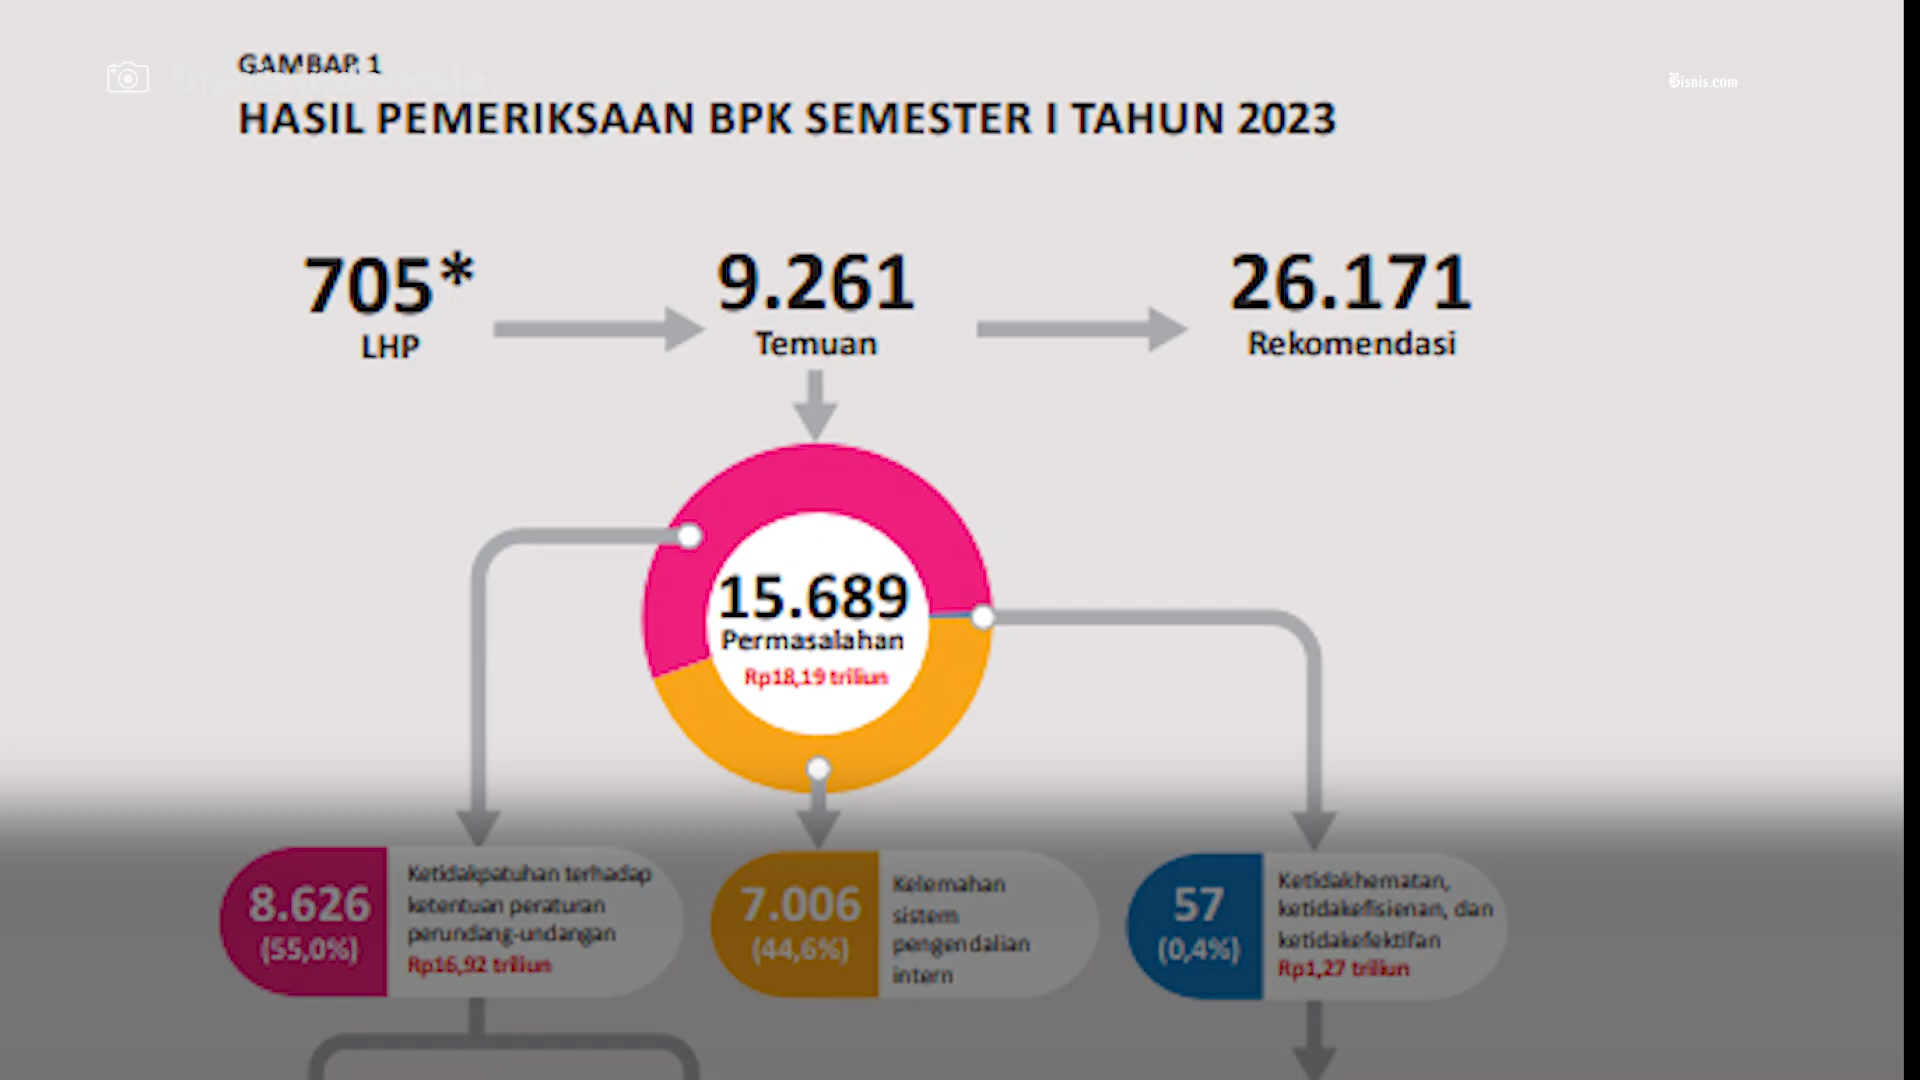 GAMBAR 1
Bisnis Indonesia
Bisnis.com
HASIL PEMERIKSAAN BPK SEMESTER I TAHUN 2023
705*
LHP
9.261
Temuan
26.171
Rekomendasi
15.689
Permasalahan
Rp18,19 triliun
8.626
(55,0%)
Ketidakpatuhan terhadap
ketentuan peraturan
perundang-undangan
Rp16,92 triliun
7.006
(44,6%)
Kelemahan
sistem
pengendalian
intern
57
(0,4%)
Ketidakhematan,
ketidakefisienan, dan
ketidakefektifan
Rp1,27 triliun